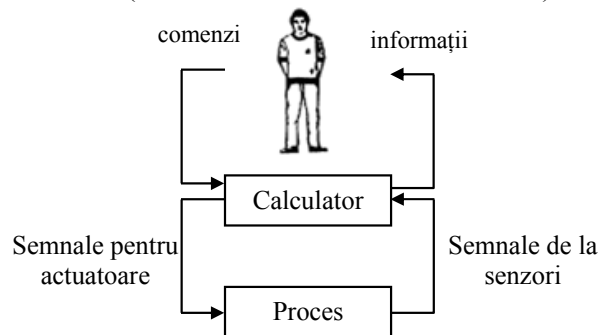 comenzi
informații
Calculator
Semnale pentru
actuatoare
Semnale de la
senzori
Proces